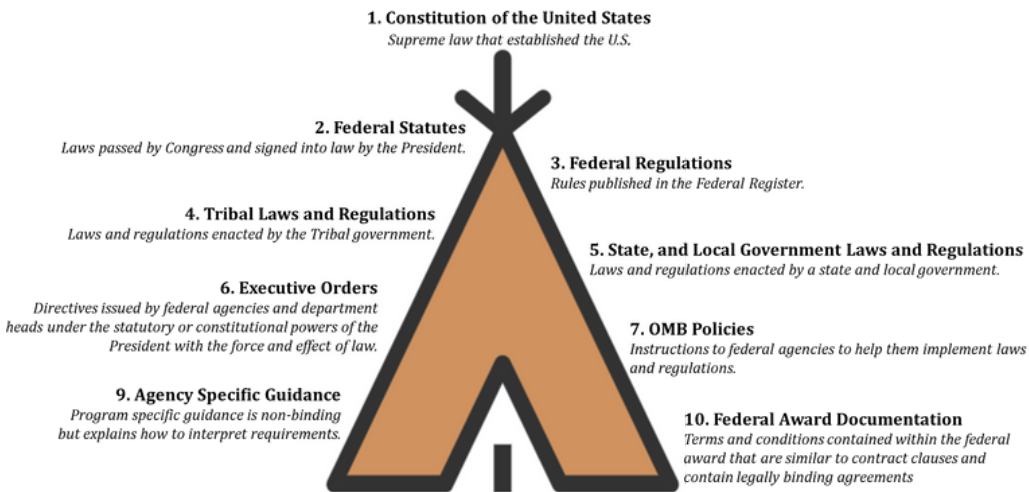 1. Constitution of the United States
Supreme law that established the U.S.
2. Federal Statutes
Laws passed by Congress and signed into law by the President.
3. Federal Regulations
Rules published in the Federal Register.
4. Tribal Laws and Regulations
Laws and regulations enacted by the Tribal government.
5. State, and Local Government Laws and Regulations
Laws and regulations enacted by a state and local government.
6. Executive Orders
Directives issued by federal agencies and department
heads under the statutory or constitutional powers of the
President with the force and effect of law.
7. OMB Policies
Instructions to federal agencies to help them implement laws
and regulations.
9. Agency Specific Guidance
Program specific guidance is non-binding
but explains how to interpret requirements.
10. Federal Award Documentation
Terms and conditions contained within the federal
award that are similar to contract clauses and
contain legally binding agreements